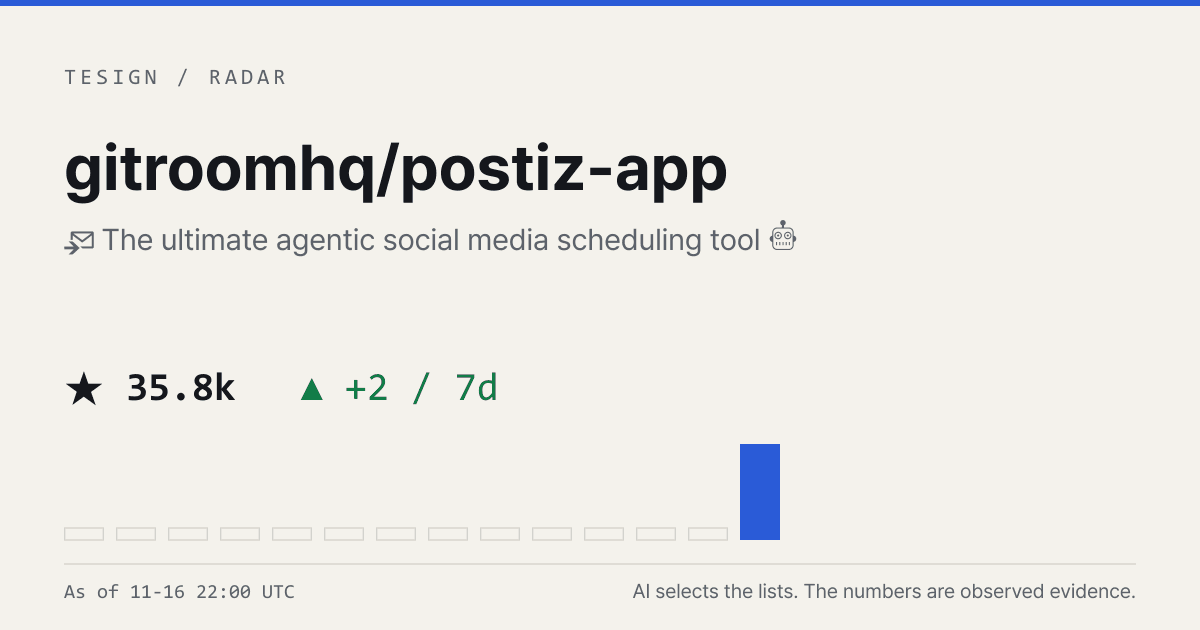 TESIGN / RADAR
gitroomhq/postiz-app
📨 The ultimate agentic social media scheduling tool 🤖
★ 35.8k ▲ +2 / 7d
As of 11-16 22:00 UTC
AI selects the lists. The numbers are observed evidence.